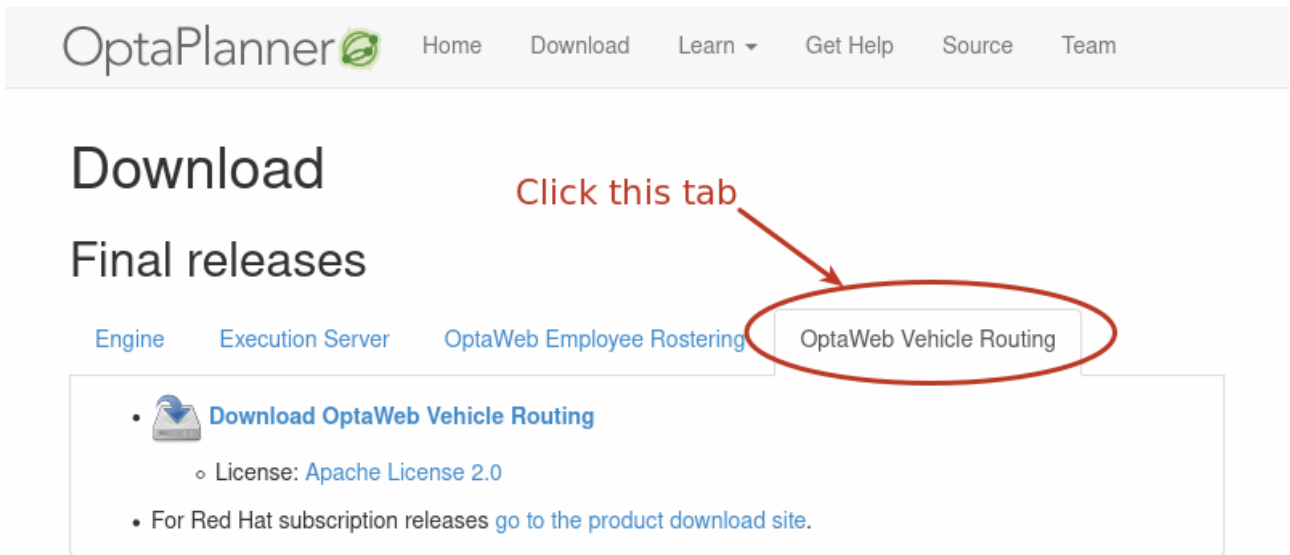 OptaPlanner Home Download Learn Get Help Source Team
Download
Click this tab
Final releases
Engine Execution Server OptaWeb Employee Rostering OptaWeb Vehicle Routing
• Download OptaWeb Vehicle Routing
◦ License: Apache License 2.0
• For Red Hat subscription releases go to the product download site.